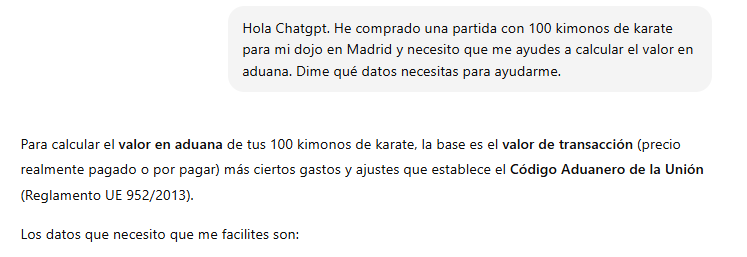 Hola Chatgpt. He comprado una partida con 100 kimonos de karate
para mi dojo en Madrid y necesito que me ayudes a calcular el valor en
aduana. Dime qué datos necesitas para ayudarme.
Para calcular el valor en aduana de tus 100 kimonos de karate, la base es el valor de transacción (precio
realmente pagado o por pagar) más ciertos gastos y ajustes que establece el Código Aduanero de la Unión
(Reglamento UE 952/2013).
Los datos que necesito que me facilites son: